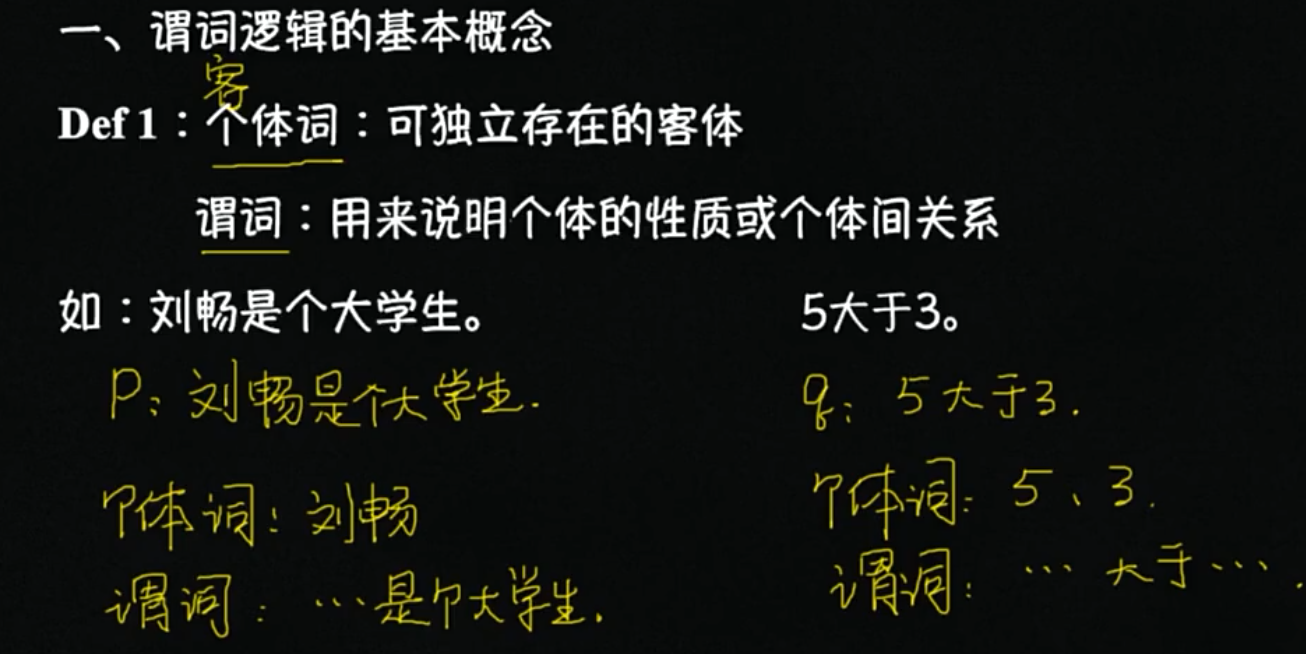 一、谓词逻辑的基本概念
客
Def 1：个体词：可独立存在的客体
谓词：用来说明个体的性质或个体间关系
如：刘畅是个大学生。 5大于3。
P：刘畅是个大学生. q：5大于3.
个体词：刘畅 个体词：5、3.
谓词：…是个大学生. 谓词：…大于….